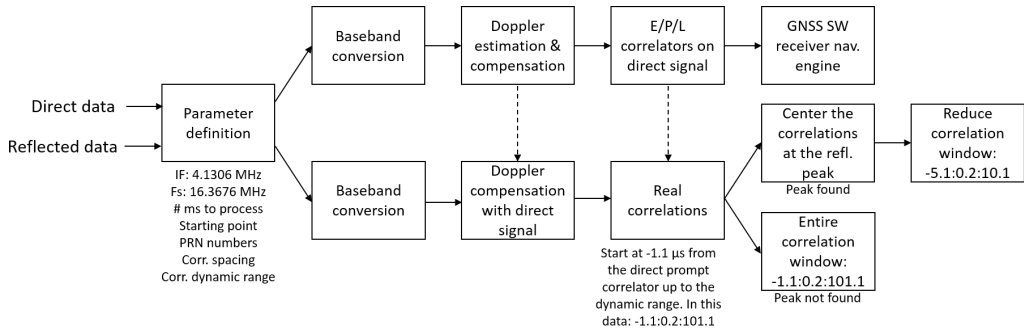 Direct data
Reflected data
Parameter
definition
IF: 4.1306 MHz
Fs: 16.3676 MHz
# ms to process
Starting point
PRN numbers
Corr. spacing
Corr. dynamic range
Baseband
conversion
Doppler
estimation &
compensation
E/P/L
correlators on
direct signal
GNSS SW
receiver nav.
engine
Baseband
conversion
Doppler
compensation
with direct
signal
Real
correlations
Start at -1.1 μs from
the direct prompt
correlator up to the
dynamic range. In this
data: -1.1:0.2:101.1
Center the
correlations
at the refl.
peak
Peak found
Reduce
correlation
window:
-5.1:0.2:10.1
Entire
correlation
window:
-1.1:0.2:101.1
Peak not found